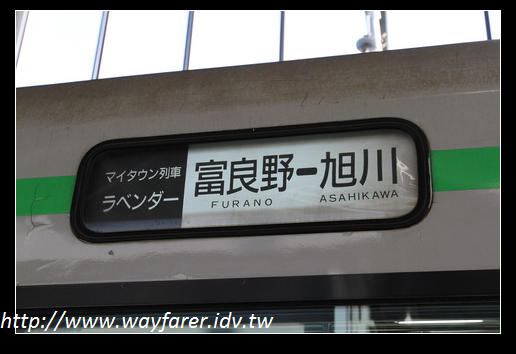 マイタウン列車
ラベンダー
富良野ー旭川
FURANO ASAHIKAWA
http://www.wayfarer.idv.tw